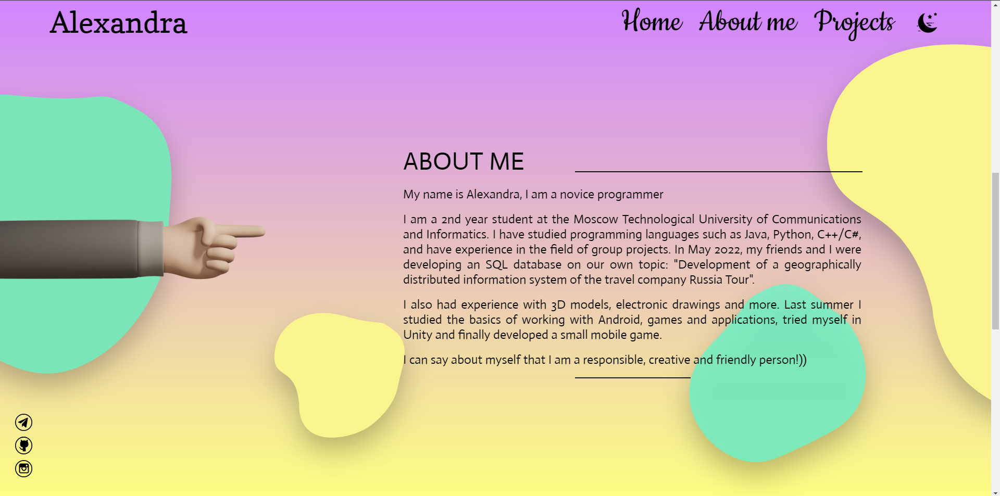 Alexandra
Home About me Projects
ABOUT ME
My name is Alexandra, I am a novice programmer
I am a 2nd year student at the Moscow Technological University of Communications
and Informatics. I have studied programming languages such as Java, Python, C++/C#,
and have experience in the field of group projects. In May 2022, my friends and I were
developing an SQL database on our own topic: "Development of a geographically
distributed information system of the travel company Russia Tour".
I also had experience with 3D models, electronic drawings and more. Last summer I
studied the basics of working with Android, games and applications, tried myself in
Unity and finally developed a small mobile game.
I can say about myself that I am a responsible, creative and friendly person!))